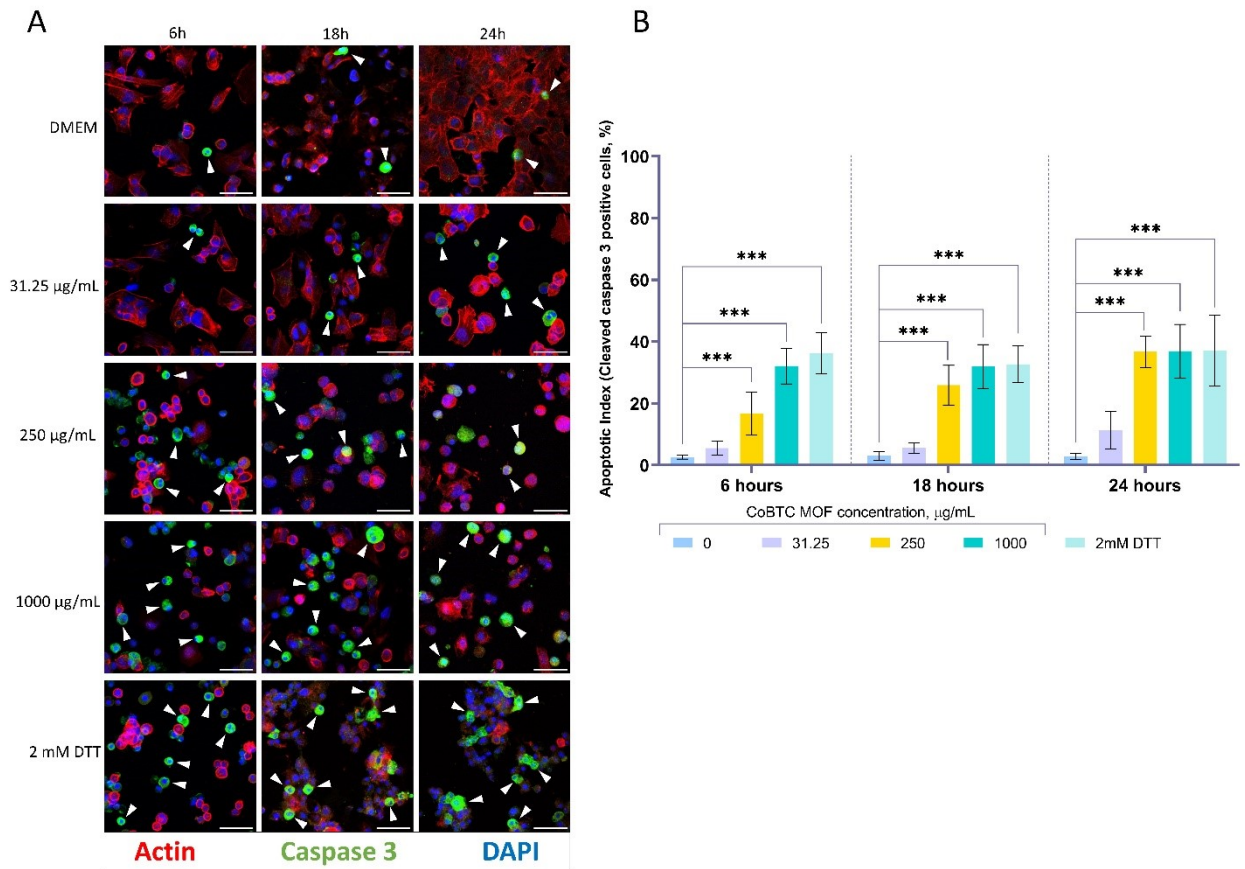 A
6h 18h 24h
DMEM
31.25 µg/mL
250 µg/mL
1000 µg/mL
2 mM DTT
Actin Caspase 3 DAPI
B
Apoptotic Index (Cleaved caspase 3 positive cells, %)
100
80
60
40
20
0
*** *** ***
*** *** ***
*** *** ***
6 hours 18 hours 24 hours
CoBTC MOF concentration, µg/mL
0 31.25 250 1000 2mM DTT